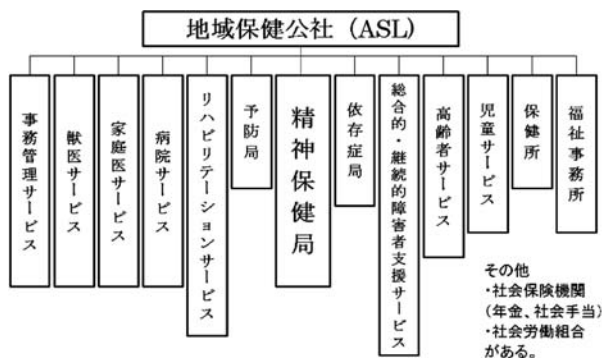 地域保健公社（ASL）
事務管理サービス
獣医サービス
家庭医サービス
病院サービス
リハビリテーションサービス
予防局
精神保健局
依存症局
総合的・継続的障害者支援サービス
高齢者サービス
児童サービス
保健所
福祉事務所
その他
・社会保険機関
（年金、社会手当）
・社会労働組合
がある。